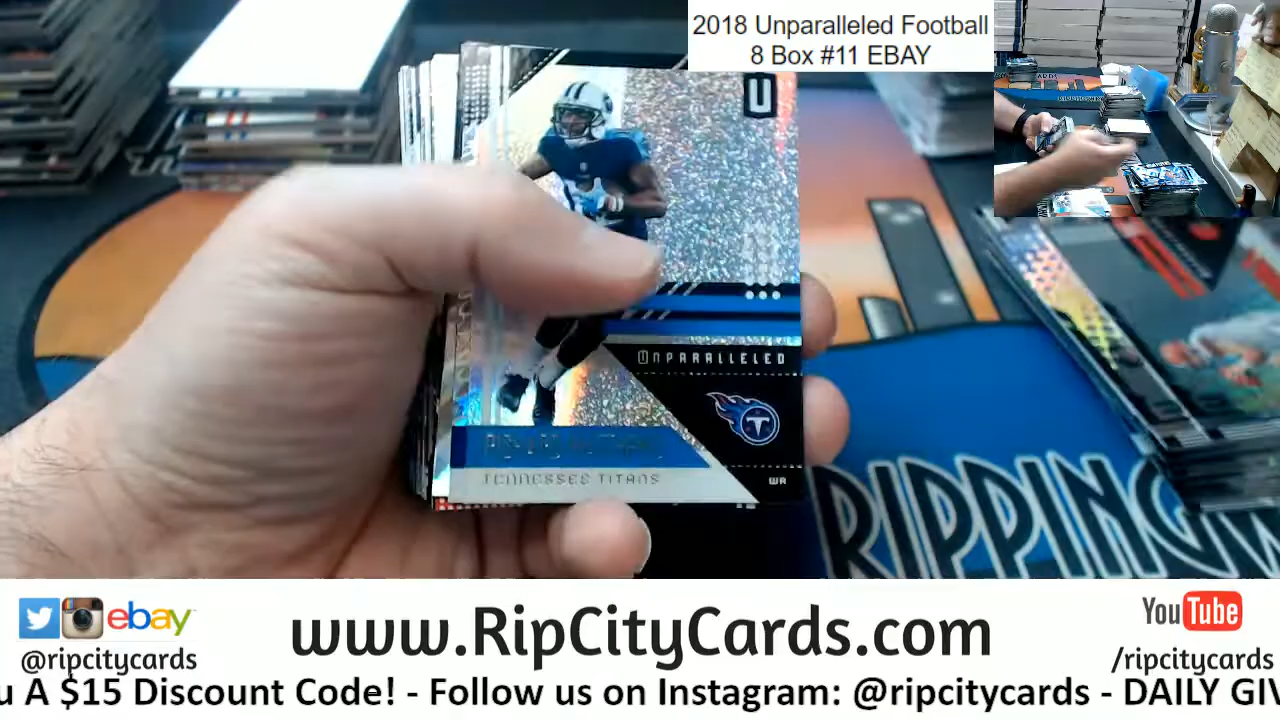 2018 Unparalleled Football
8 Box #11 EBAY
U
UNPARALLELED
T
TENNESSEE TITANS
WR
RIPPING
ebay
@ripcitycards
www.RipCityCards.com
YouTube
/ripcitycards
u A $15 Discount Code! - Follow us on Instagram: @ripcitycards - DAILY GIV